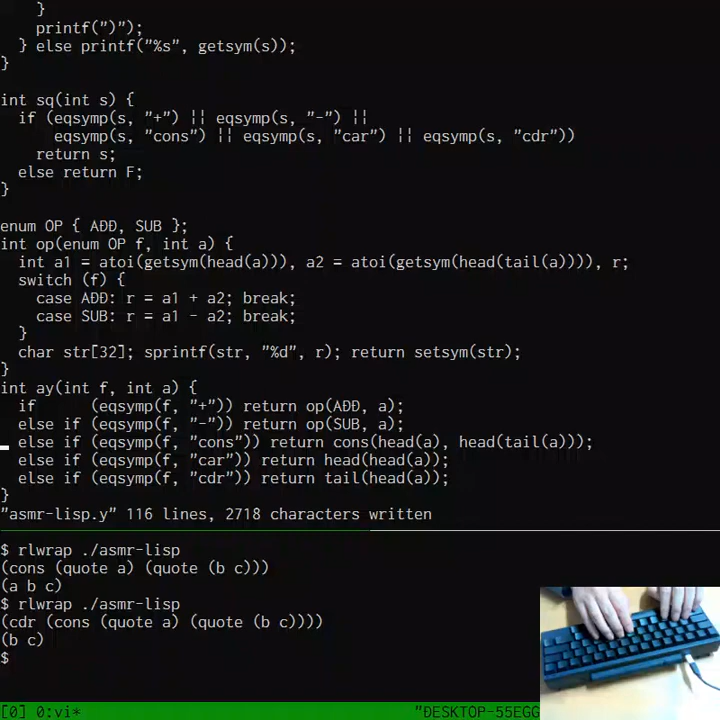 }
    printf(")");
  } else printf("%s", getsym(s));
}

int sq(int s) {
  if (eqsymp(s, "+") || eqsymp(s, "-") ||
      eqsymp(s, "cons") || eqsymp(s, "car") || eqsymp(s, "cdr"))
    return s;
  else return F;
}

enum OP { ADD, SUB };
int op(enum OP f, int a) {
  int a1 = atoi(getsym(head(a))), a2 = atoi(getsym(head(tail(a)))), r;
  switch (f) {
    case ADD: r = a1 + a2; break;
    case SUB: r = a1 - a2; break;
  }
  char str[32]; sprintf(str, "%d", r); return setsym(str);
}
int ay(int f, int a) {
  if      (eqsymp(f, "+")) return op(ADD, a);
  else if (eqsymp(f, "-")) return op(SUB, a);
  else if (eqsymp(f, "cons")) return cons(head(a), head(tail(a)));
  else if (eqsymp(f, "car")) return head(head(a));
  else if (eqsymp(f, "cdr")) return tail(head(a));
}
"asmr-lisp.y" 116 lines, 2718 characters written
$ rlwrap ./asmr-lisp
(cons (quote a) (quote (b c)))
(a b c)
$ rlwrap ./asmr-lisp
(cdr (cons (quote a) (quote (b c))))
(b c)
$
[0] 0:vi* "DESKTOP-55EGG